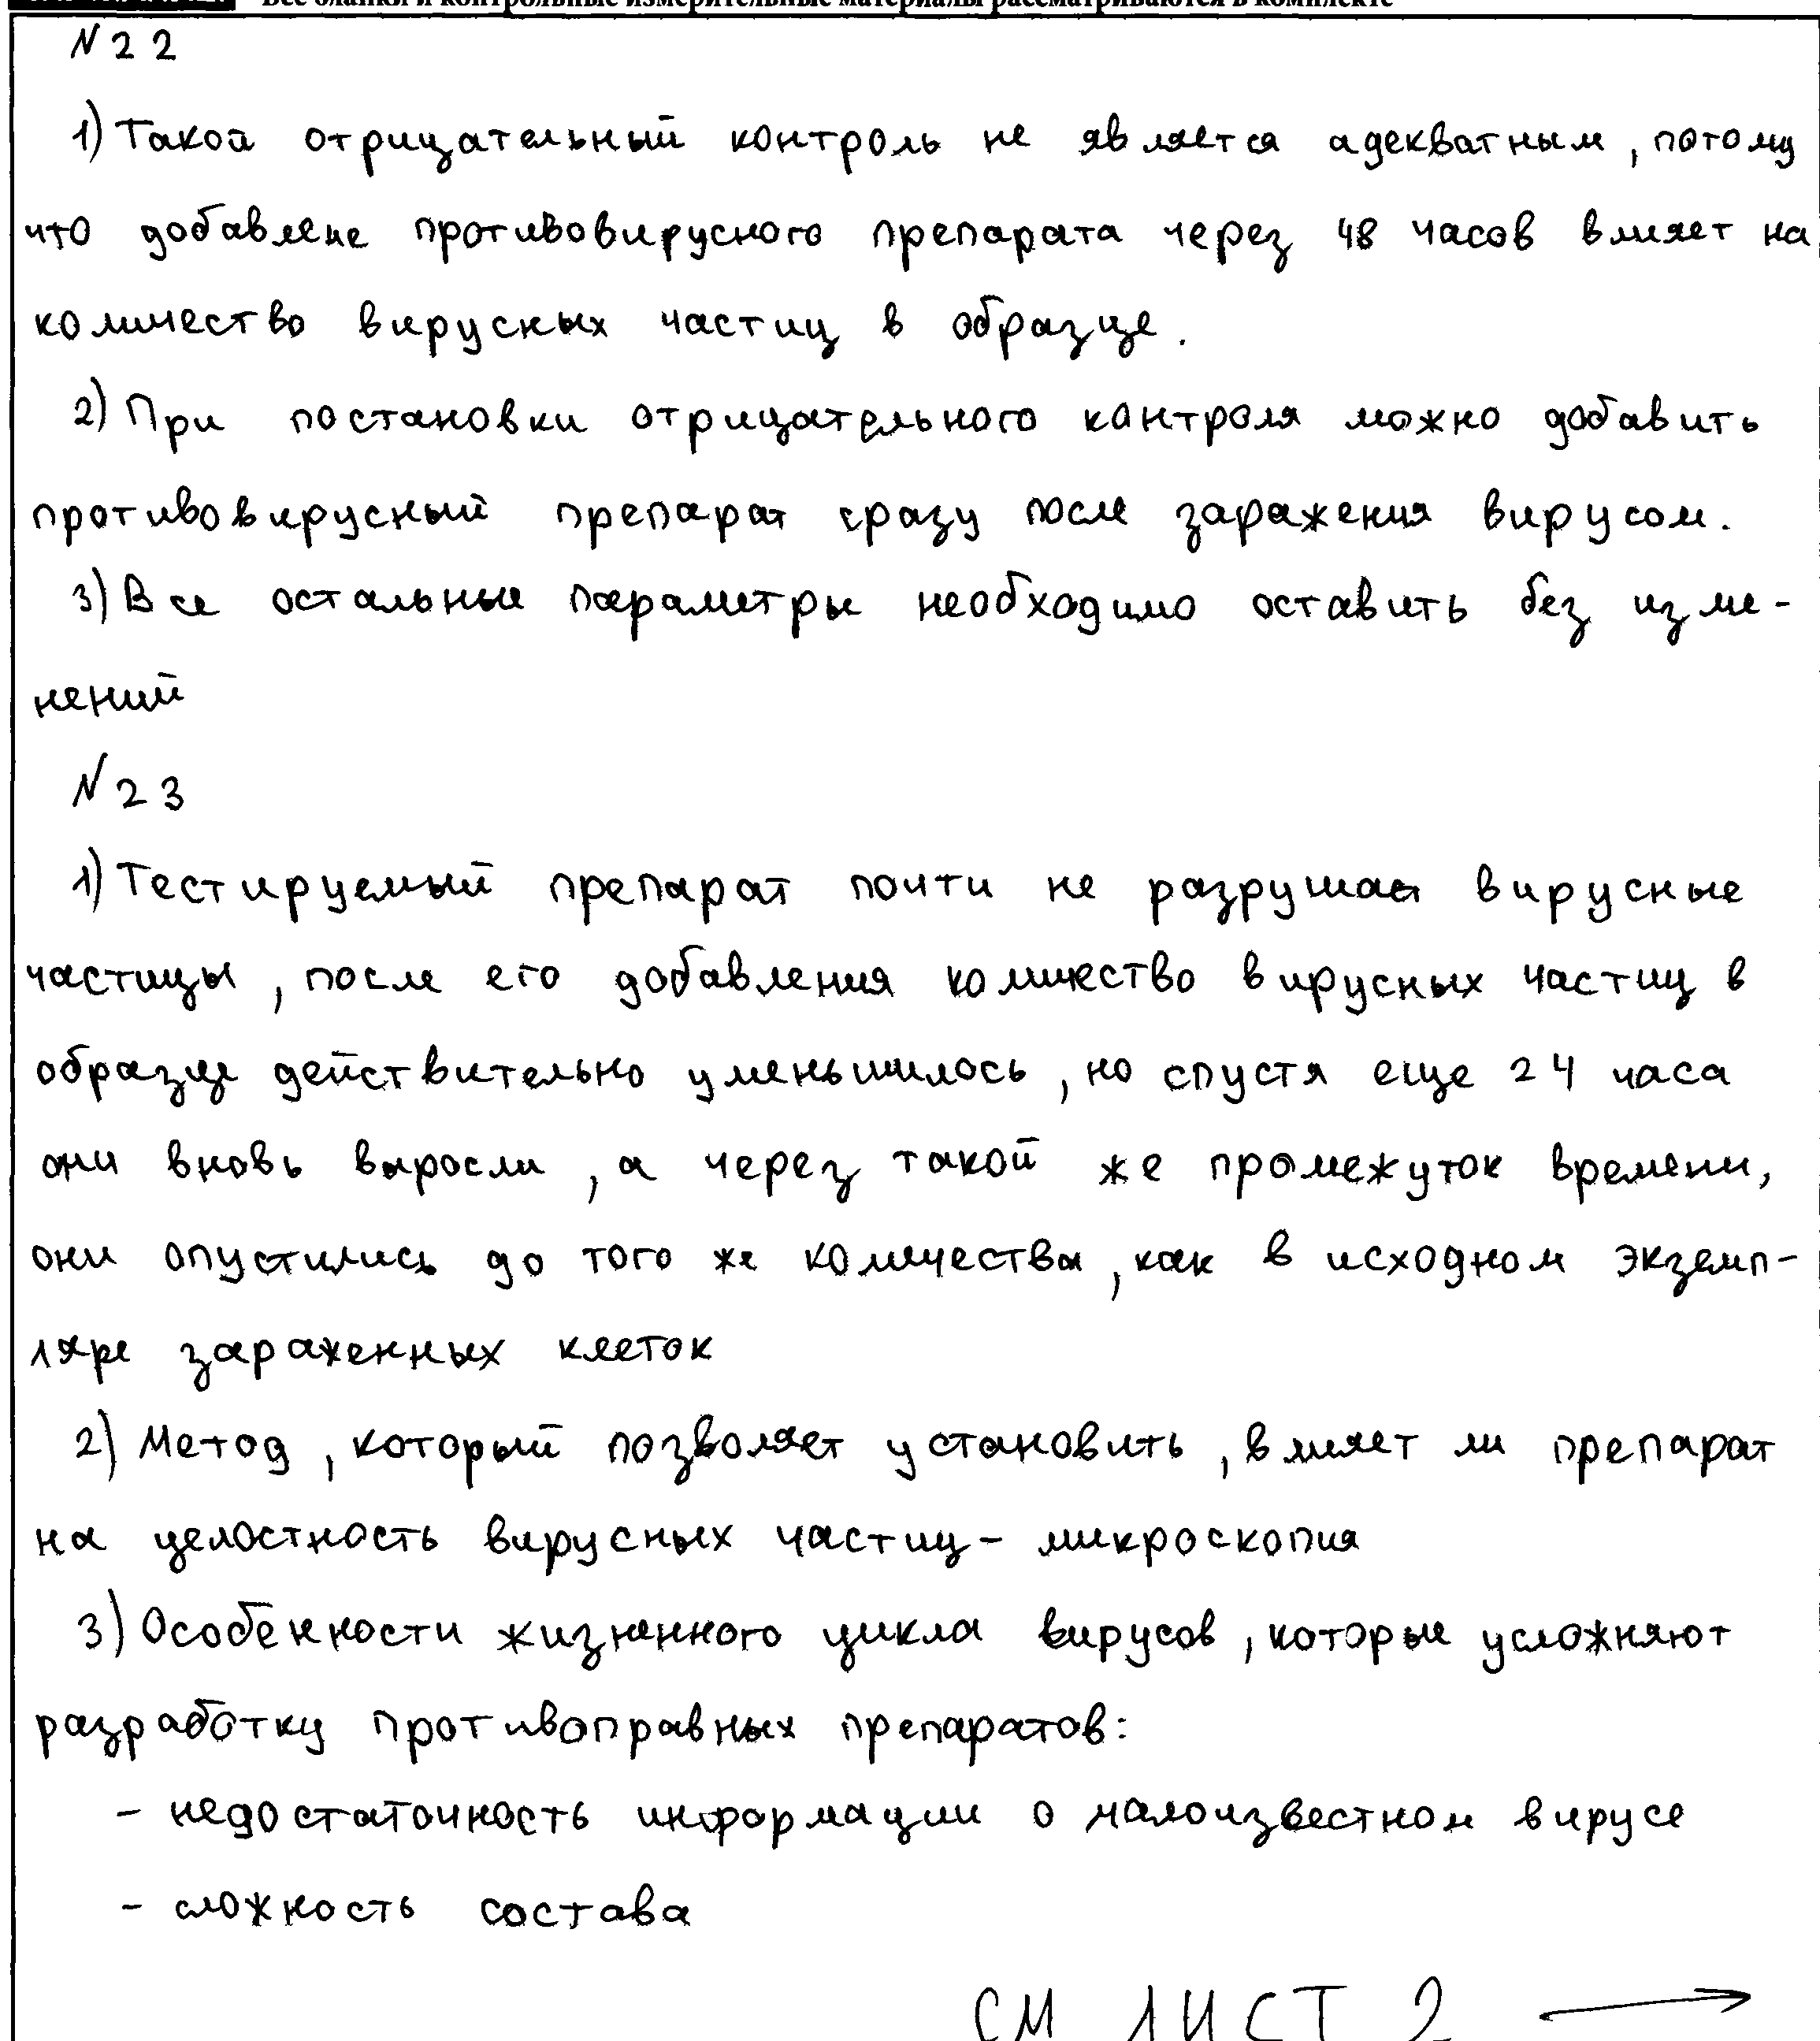 Все бланки и контрольные измерительные материалы рассматриваются в комплекте
№22
1) Такой отрицательный контроль не является адекватным, потому
что добавлене противовирусного препарата через 48 часов влияет на
количество вирусных частиц в образце.
2) При постановки отрицательного контроля можно добавить
противовирусный препарат сразу после заражения вирусом.
3) Все остальные параметры необходимо оставить без изме-
нений
№23
1) Тестируемый препарат почти не разрушает вирусные
частицы, после его добавления количество вирусных частиц в
образце действительно уменьшилось, но спустя еще 24 часа
они вновь выросли, а через такой же промежуток времени,
они опустились до того же количества, как в исходном экземп-
ляре зараженных клеток
2) Метод, который позволяет установить, влияет ли препарат
на целостность вирусных частиц - микроскопия
3) Особенности жизненного цикла вирусов, которые усложняют
разработку противоправных препаратов:
- недостаточность информации о малоизвестном вирусе
- сложность состава
СМ ЛИСТ 2 →